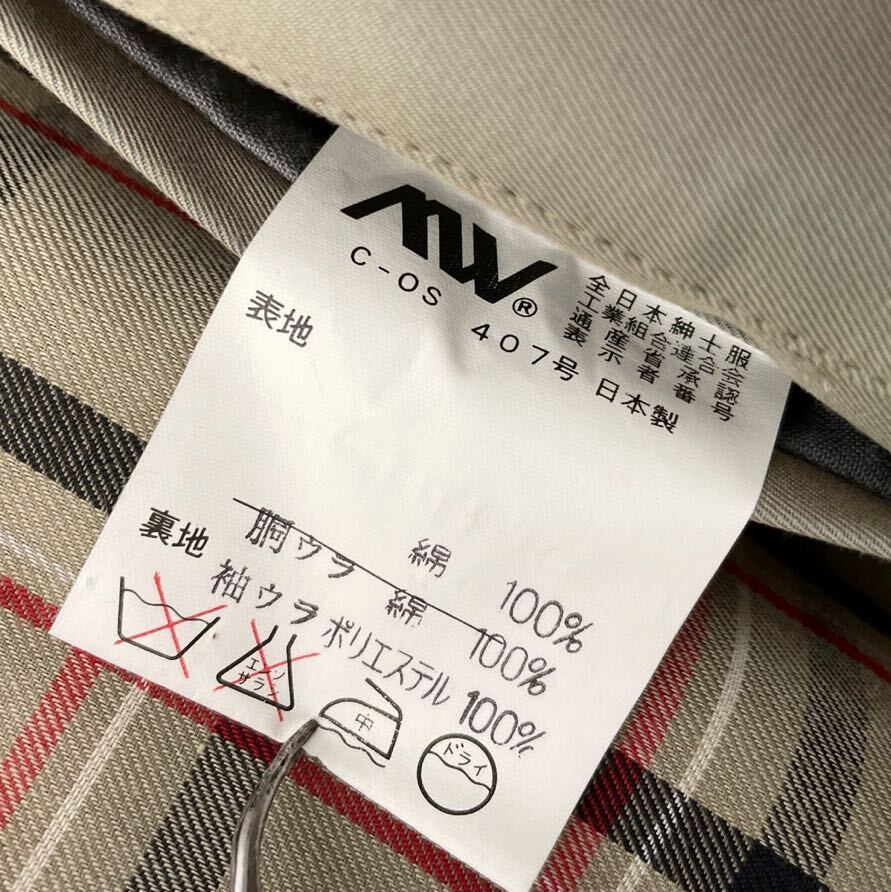 MW®
C-OS 407号 日本製
全日本紳士服
工業組合連合会
通産省承認
表示者番号
表地 綿 100%
裏地 胴ウラ 綿 100%
袖ウラ ポリエステル 100%
エンソ
サラシ
中
ドライ